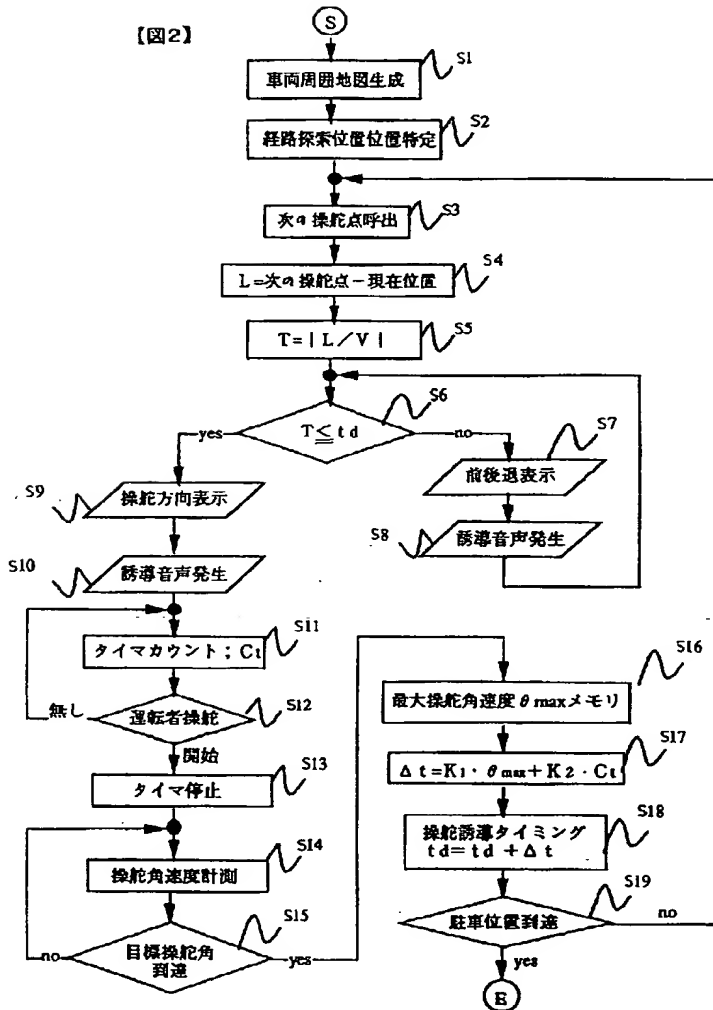 【図2】
S
車両周囲地図生成
S1
経路探索位置位置特定
S2
次の操舵点呼出
S3
L=次の操舵点−現在位置
S4
T=|L/V|
S5
T≦td
S6
yes
no
前後退表示
S7
誘導音声発生
S8
操舵方向表示
S9
誘導音声発生
S10
タイマカウント;Ct
S11
無し
運転者操舵
S12
開始
タイマ停止
S13
操舵角速度計測
S14
no
目標操舵角
到達
S15
yes
最大操舵角速度θmaxメモリ
S16
Δt=K1・θmax+K2・Ct
S17
操舵誘導タイミング
td=td+Δt
S18
駐車位置到達
S19
no
yes
E